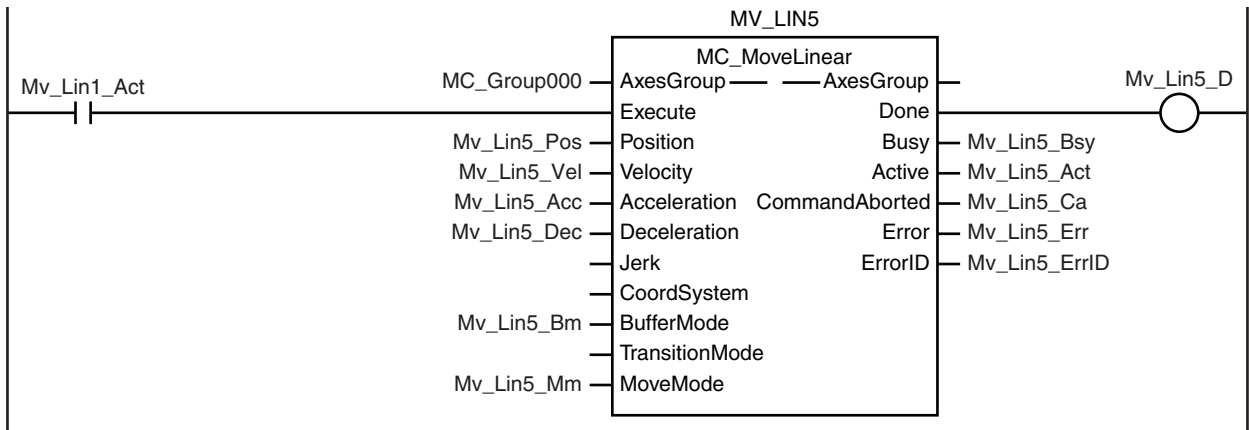 MV_LIN5
Mv_Lin1_Act
MC_MoveLinear
Mv_Lin5_D
MC_Group000 AxesGroup AxesGroup
Execute Done
Mv_Lin5_Pos Position Busy Mv_Lin5_Bsy
Mv_Lin5_Vel Velocity Active Mv_Lin5_Act
Mv_Lin5_Acc Acceleration CommandAborted Mv_Lin5_Ca
Mv_Lin5_Dec Deceleration Error Mv_Lin5_Err
Jerk ErrorID Mv_Lin5_ErrID
CoordSystem
Mv_Lin5_Bm BufferMode
TransitionMode
Mv_Lin5_Mm MoveMode